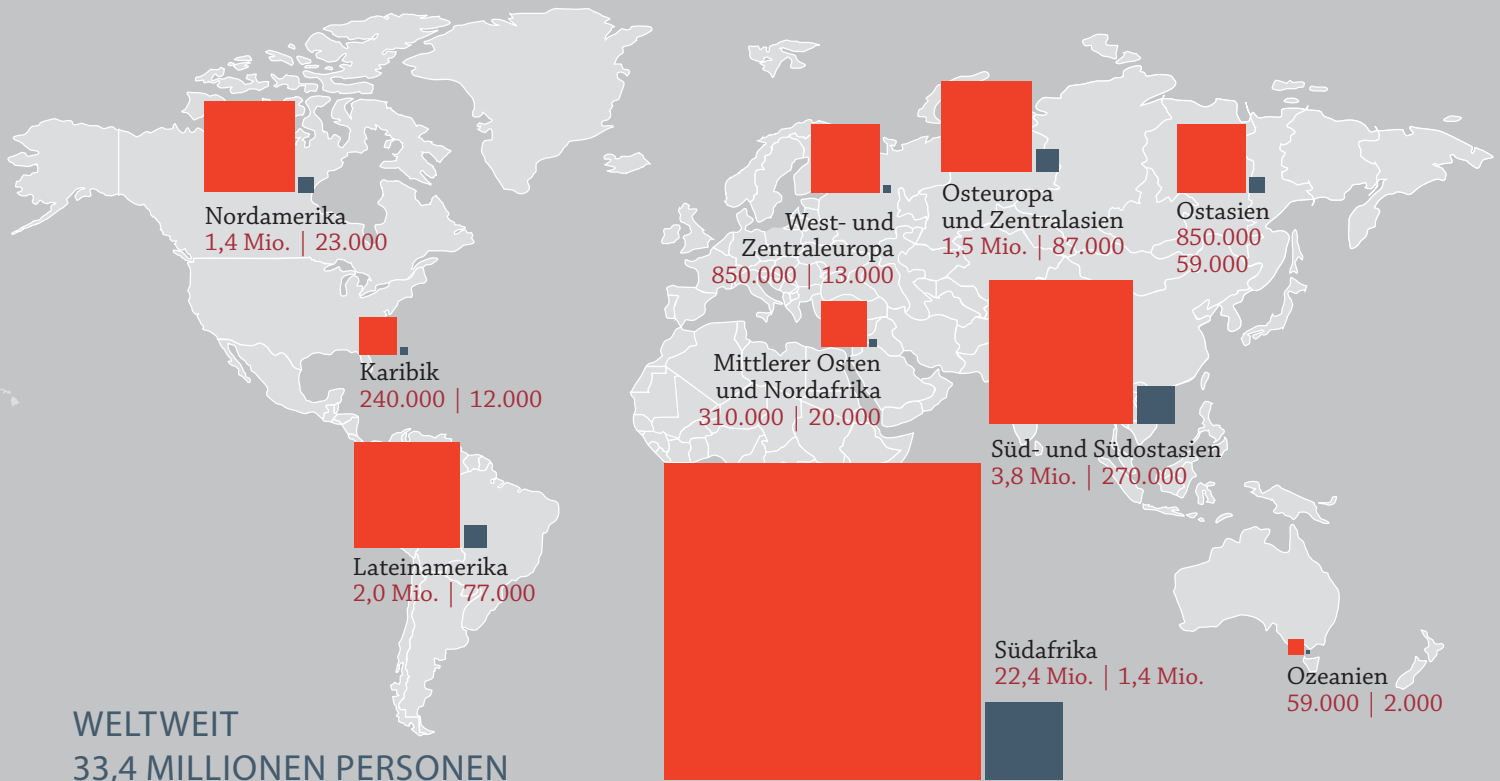 Nordamerika
1,4 Mio. | 23.000
West- und
Zentraleuropa
850.000 | 13.000
Osteuropa
und Zentralasien
1,5 Mio. | 87.000
Ostasien
850.000
59.000
Karibik
240.000 | 12.000
Mittlerer Osten
und Nordafrika
310.000 | 20.000
Süd- und Südostasien
3,8 Mio. | 270.000
Lateinamerika
2,0 Mio. | 77.000
Südafrika
22,4 Mio. | 1,4 Mio.
Ozeanien
59.000 | 2.000
WELTWEIT
33,4 MILLIONEN PERSONEN